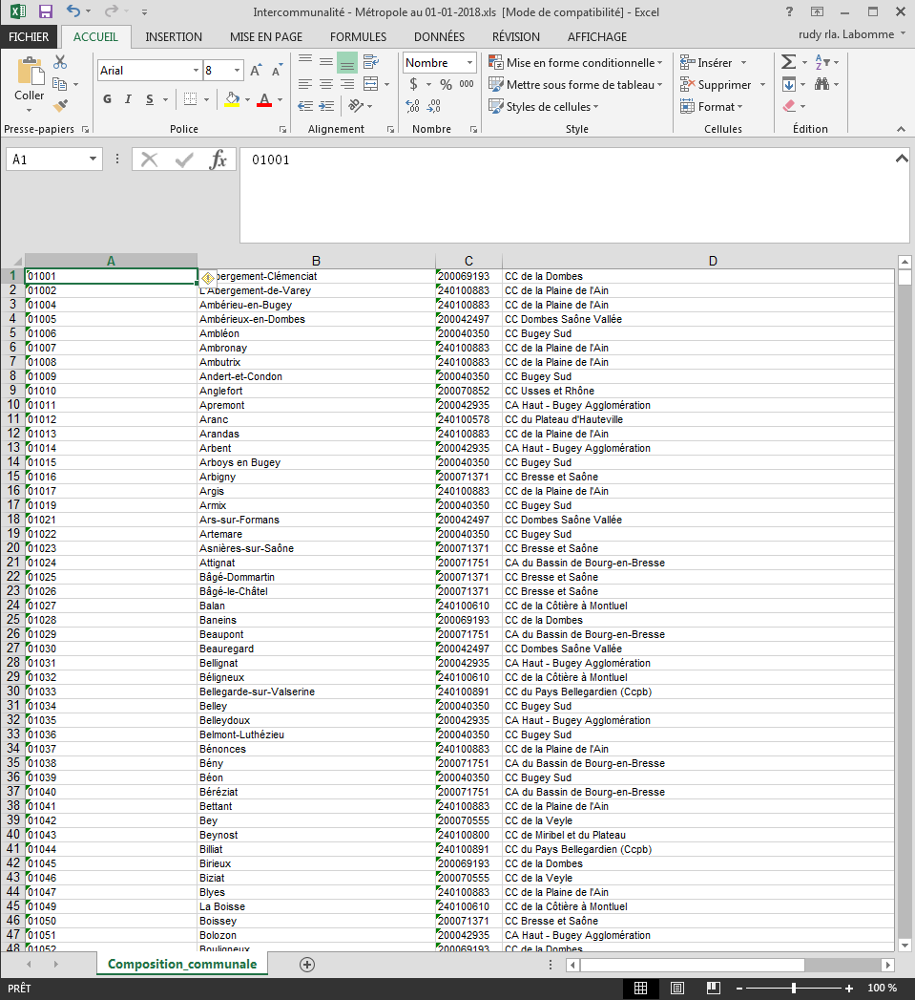 Intercommunalité - Métropole au 01-01-2018.xls [Mode de compatibilité] - Excel
FICHIER ACCUEIL INSERTION MISE EN PAGE FORMULES DONNÉES RÉVISION AFFICHAGE rudy rla. Labomme
Coller
Arial 8 A A
G I S A
Nombre
$ % 000
Mise en forme conditionnelle
Mettre sous forme de tableau
Styles de cellules
Insérer
Supprimer
Format
Presse-papiers Police Alignement Nombre Style Cellules Édition
A1 fx 01001
A B C D
1 01001 bergement-Clémenciat 200069193 CC de la Dombes
2 01002 L'Abergement-de-Varey 240100883 CC de la Plaine de l'Ain
3 01004 Ambérieu-en-Bugey 240100883 CC de la Plaine de l'Ain
4 01005 Ambérieux-en-Dombes 200042497 CC Dombes Saône Vallée
5 01006 Ambléon 200040350 CC Bugey Sud
6 01007 Ambronay 240100883 CC de la Plaine de l'Ain
7 01008 Ambutrix 240100883 CC de la Plaine de l'Ain
8 01009 Andert-et-Condon 200040350 CC Bugey Sud
9 01010 Anglefort 200070852 CC Usses et Rhône
10 01011 Apremont 200042935 CA Haut - Bugey Agglomération
11 01012 Aranc 240100578 CC du Plateau d'Hauteville
12 01013 Arandas 240100883 CC de la Plaine de l'Ain
13 01014 Arbent 200042935 CA Haut - Bugey Agglomération
14 01015 Arboys en Bugey 200040350 CC Bugey Sud
15 01016 Arbigny 200071371 CC Bresse et Saône
16 01017 Argis 240100883 CC de la Plaine de l'Ain
17 01019 Armix 200040350 CC Bugey Sud
18 01021 Ars-sur-Formans 200042497 CC Dombes Saône Vallée
19 01022 Artemare 200040350 CC Bugey Sud
20 01023 Asnières-sur-Saône 200071371 CC Bresse et Saône
21 01024 Attignat 200071751 CA du Bassin de Bourg-en-Bresse
22 01025 Bâgé-Dommartin 200071371 CC Bresse et Saône
23 01026 Bâgé-le-Châtel 200071371 CC Bresse et Saône
24 01027 Balan 240100610 CC de la Côtière à Montluel
25 01028 Baneins 200069193 CC de la Dombes
26 01029 Beaupont 200071751 CA du Bassin de Bourg-en-Bresse
27 01030 Beauregard 200042497 CC Dombes Saône Vallée
28 01031 Bellignat 200042935 CA Haut - Bugey Agglomération
29 01032 Béligneux 240100610 CC de la Côtière à Montluel
30 01033 Bellegarde-sur-Valserine 240100891 CC du Pays Bellegardien (Ccpb)
31 01034 Belley 200040350 CC Bugey Sud
32 01035 Belleydoux 200042935 CA Haut - Bugey Agglomération
33 01036 Belmont-Luthézieu 200040350 CC Bugey Sud
34 01037 Bénonces 240100883 CC de la Plaine de l'Ain
35 01038 Bény 200071751 CA du Bassin de Bourg-en-Bresse
36 01039 Béon 200040350 CC Bugey Sud
37 01040 Béréziat 200071751 CA du Bassin de Bourg-en-Bresse
38 01041 Bettant 240100883 CC de la Plaine de l'Ain
39 01042 Bey 200070555 CC de la Veyle
40 01043 Beynost 240100800 CC de Miribel et du Plateau
41 01044 Billiat 240100891 CC du Pays Bellegardien (Ccpb)
42 01045 Birieux 200069193 CC de la Dombes
43 01046 Biziat 200070555 CC de la Veyle
44 01047 Blyes 240100883 CC de la Plaine de l'Ain
45 01049 La Boisse 240100610 CC de la Côtière à Montluel
46 01050 Boissey 200071371 CC Bresse et Saône
47 01051 Bolozon 200042935 CA Haut - Bugey Agglomération
48 01052 Bouligneux 200069193 CC de la Dombes
Composition_communale
PRÊT 100 %